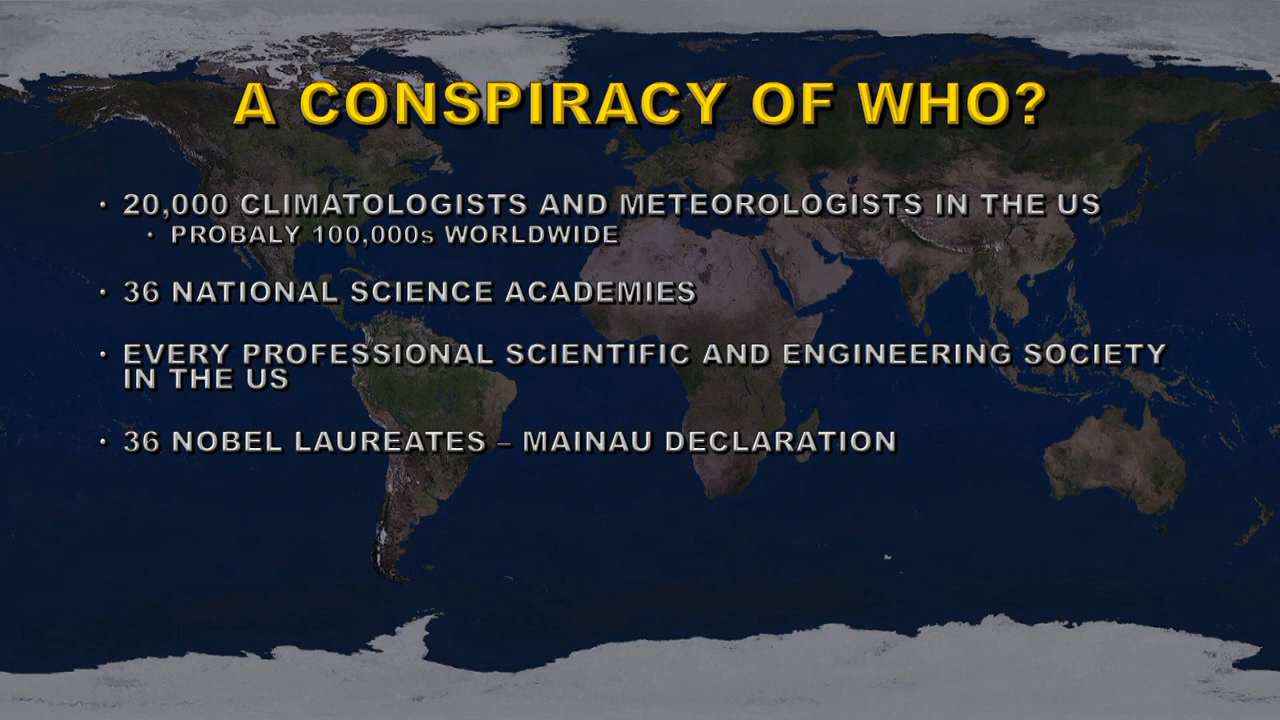 A CONSPIRACY OF WHO?
• 20,000 CLIMATOLOGISTS AND METEOROLOGISTS IN THE US
• PROBALY 100,000s WORLDWIDE
• 36 NATIONAL SCIENCE ACADEMIES
• EVERY PROFESSIONAL SCIENTIFIC AND ENGINEERING SOCIETY
IN THE US
• 36 NOBEL LAUREATES – MAINAU DECLARATION